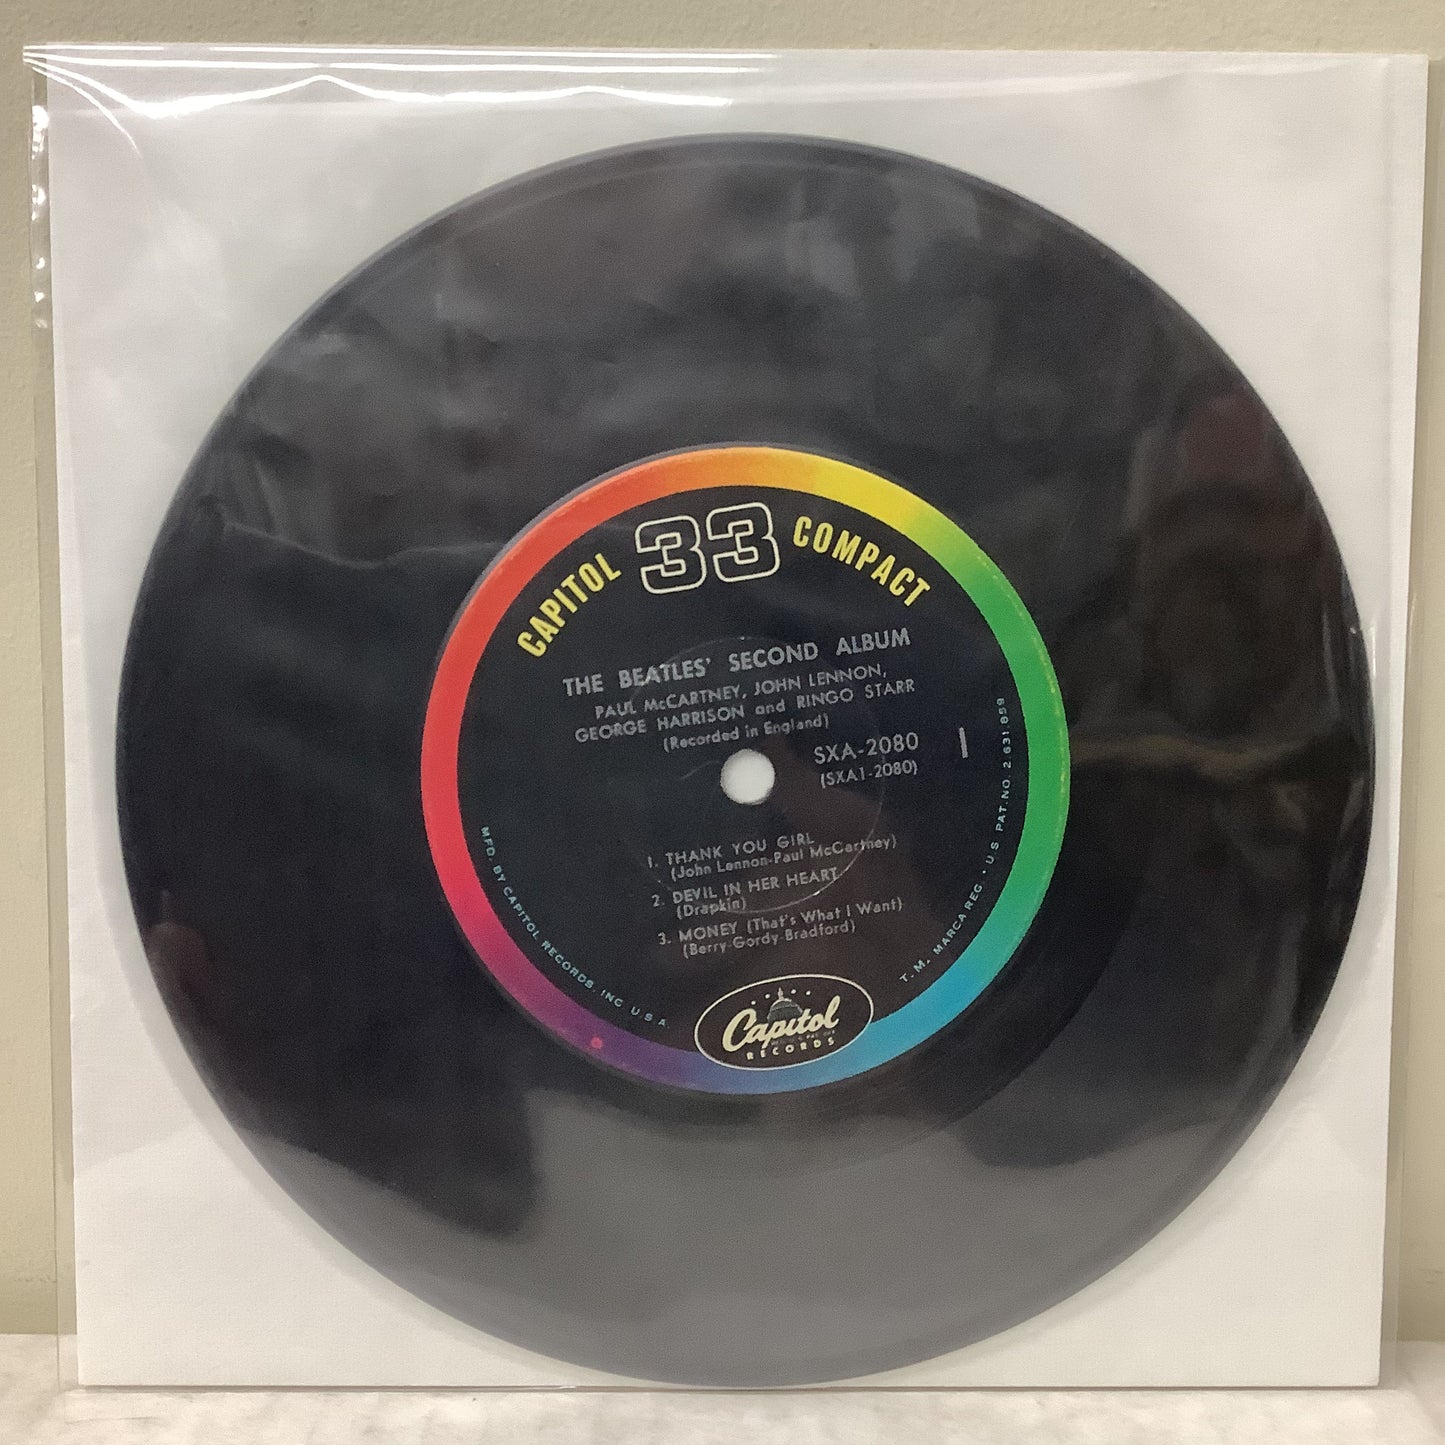 CAPITOL 33 COMPACT
THE BEATLES' SECOND ALBUM
PAUL McCARTNEY, JOHN LENNON,
GEORGE HARRISON and RINGO STARR
(Recorded in England)
SXA-2080
(SXA1-2080)
1
1. THANK YOU GIRL
(John Lennon-Paul McCartney)
2. DEVIL IN HER HEART
(Drapkin)
3. MONEY (That's What I Want)
(Berry-Gordy-Bradford)
MFD. BY CAPITOL RECORDS, INC. U.S.A.
T.M. MARCA REG. • U.S. PAT. NO. 2,631,859
Capitol
RECORDS